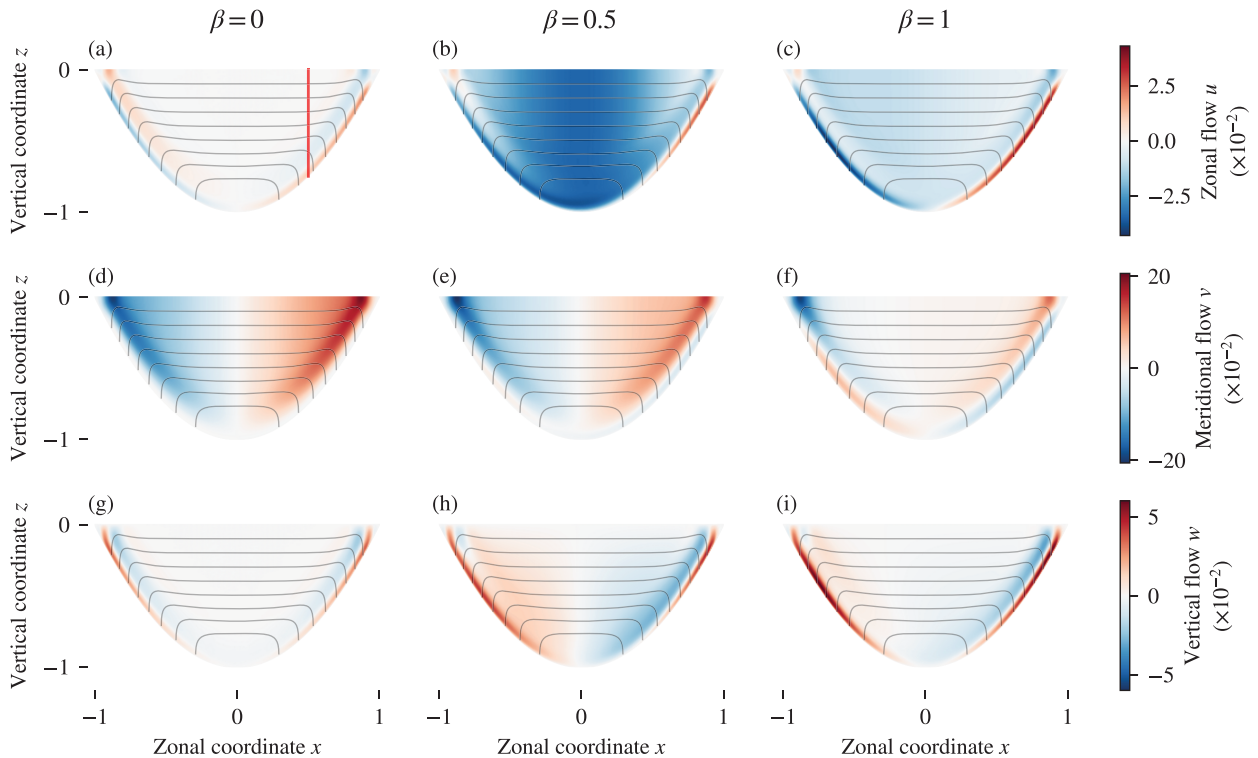 β = 0 β = 0.5 β = 1
(a) (b) (c)
Vertical coordinate z
0
−1
2.5
0.0
−2.5
Zonal flow u
(×10⁻²)
(d) (e) (f)
Vertical coordinate z
0
−1
20
0
−20
Meridional flow v
(×10⁻²)
(g) (h) (i)
Vertical coordinate z
0
−1
5
0
−5
Vertical flow w
(×10⁻²)
−1 0 1 −1 0 1 −1 0 1
Zonal coordinate x Zonal coordinate x Zonal coordinate x